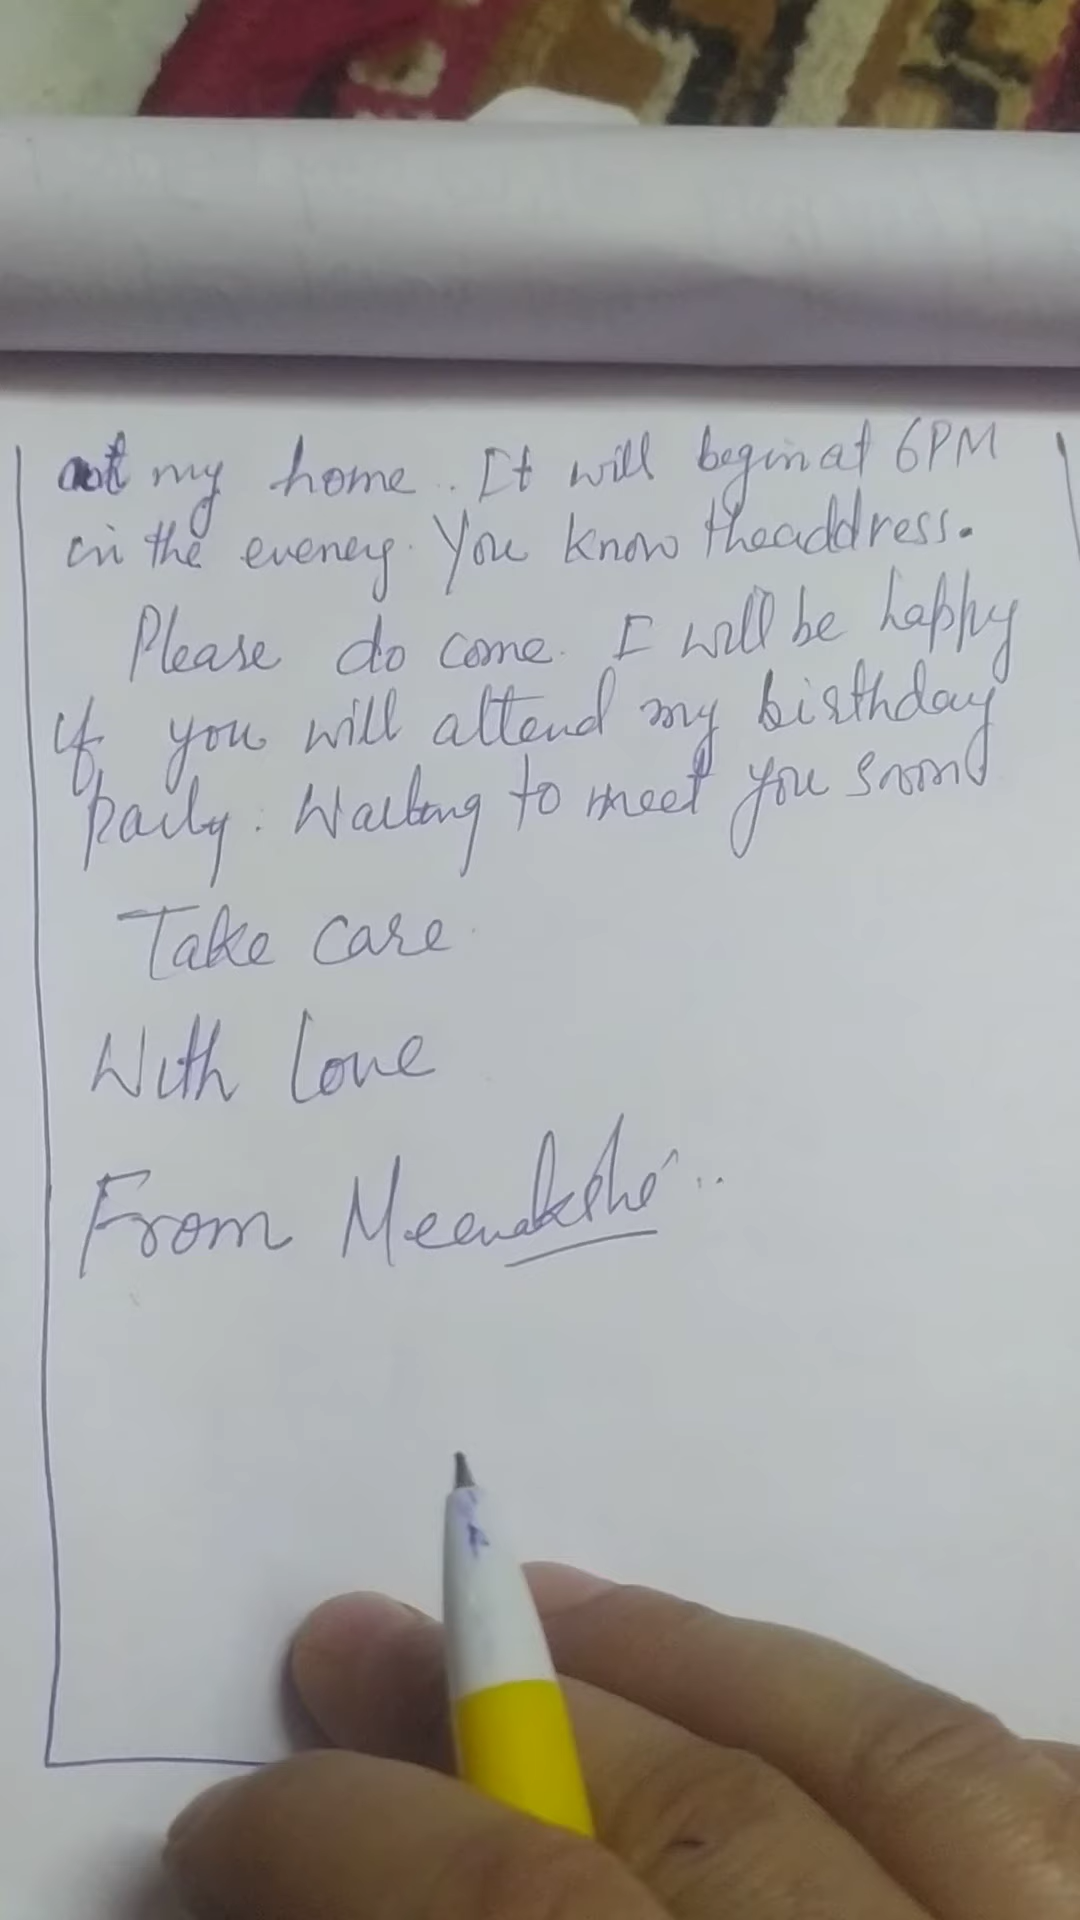 at my home. It will begin at 6PM
in the eveneg. You know the address.
Please do come. I will be happy
if you will attend my birthday
party. Waiting to meet you soon
Take care.
With Love
From Meenakshi...